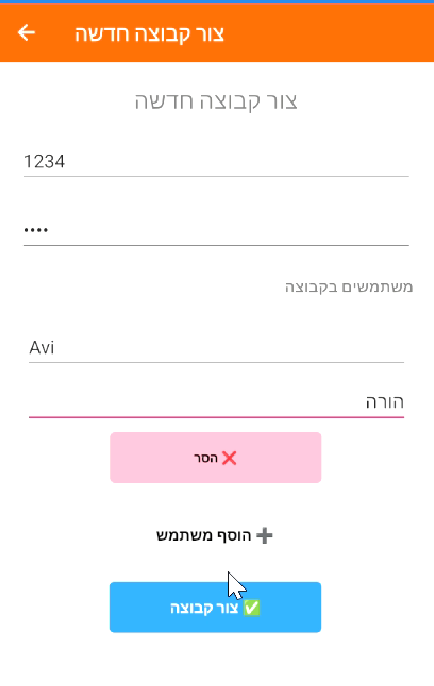 צור קבוצה חדשה
צור קבוצה חדשה
1234
••••
משתמשים בקבוצה
Avi
הורה
❌ הסר
➕ הוסף משתמש
✅ צור קבוצה